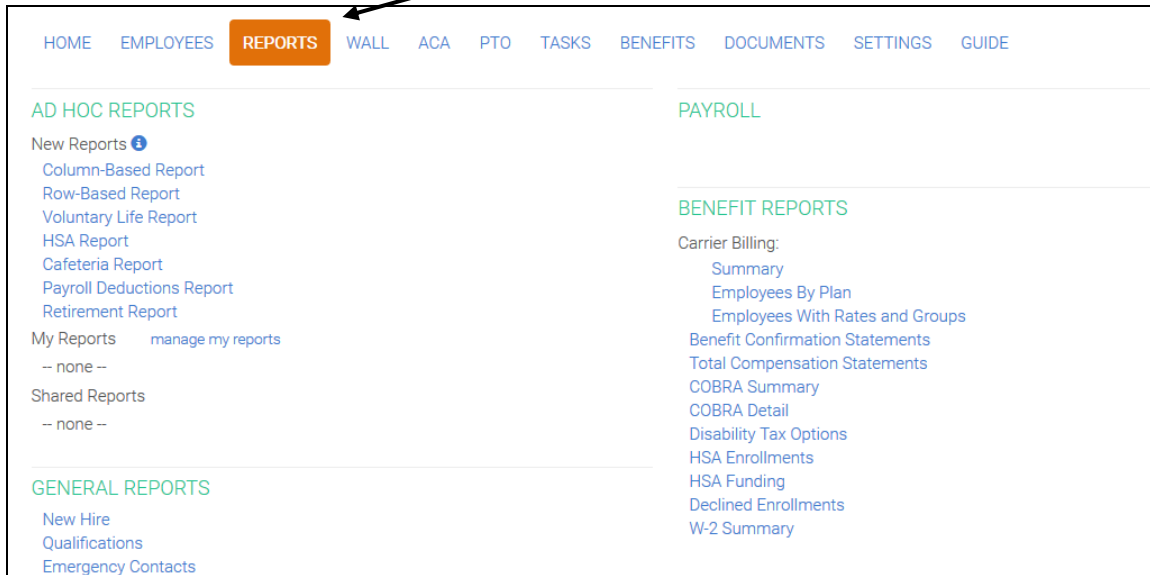 HOME EMPLOYEES REPORTS WALL ACA PTO TASKS BENEFITS DOCUMENTS SETTINGS GUIDE
AD HOC REPORTS
New Reports
Column-Based Report
Row-Based Report
Voluntary Life Report
HSA Report
Cafeteria Report
Payroll Deductions Report
Retirement Report
My Reports manage my reports
-- none --
Shared Reports
-- none --
GENERAL REPORTS
New Hire
Qualifications
Emergency Contacts
PAYROLL
BENEFIT REPORTS
Carrier Billing:
Summary
Employees By Plan
Employees With Rates and Groups
Benefit Confirmation Statements
Total Compensation Statements
COBRA Summary
COBRA Detail
Disability Tax Options
HSA Enrollments
HSA Funding
Declined Enrollments
W-2 Summary